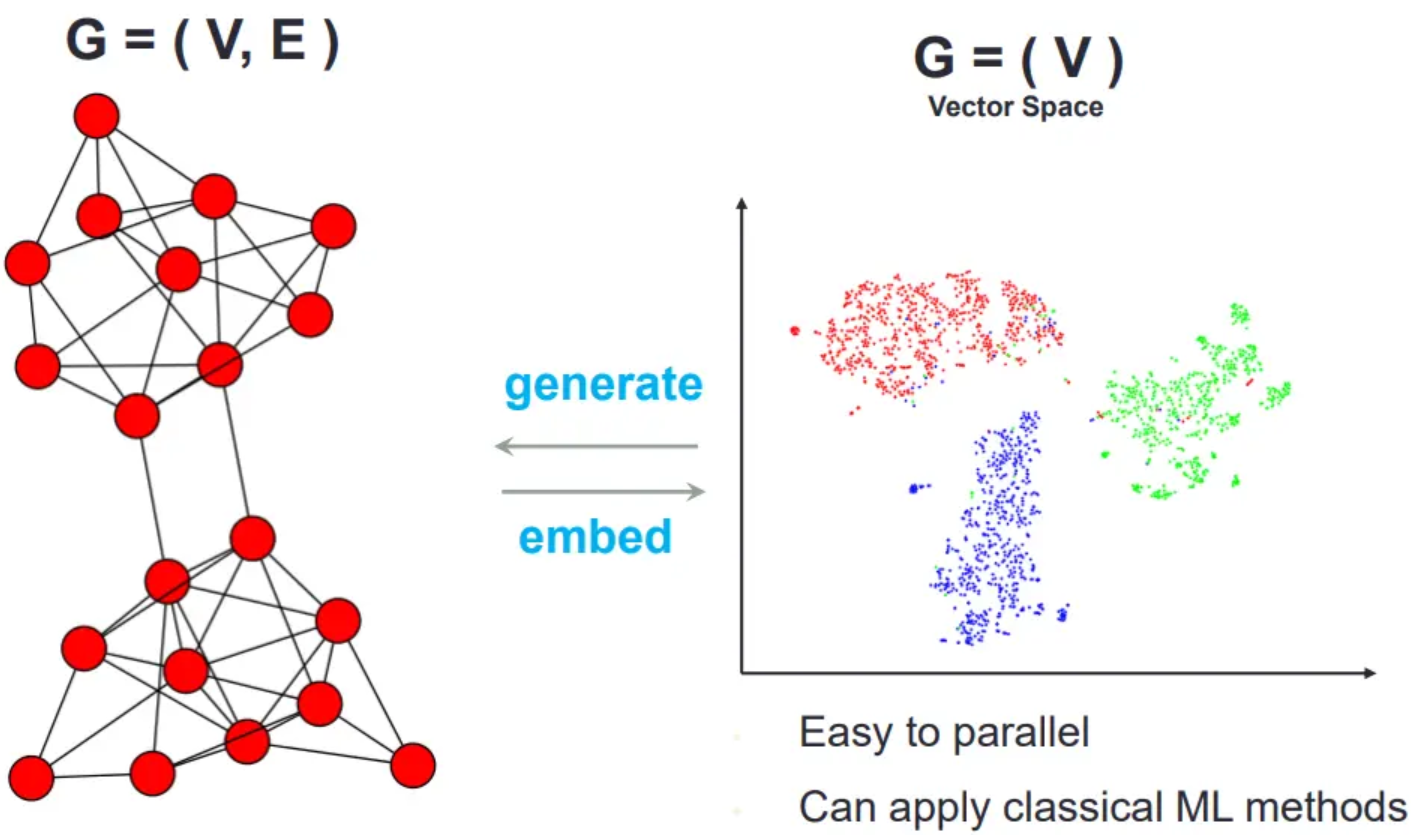 G = ( V, E )
G = ( V )
Vector Space
generate
embed
Easy to parallel
Can apply classical ML methods